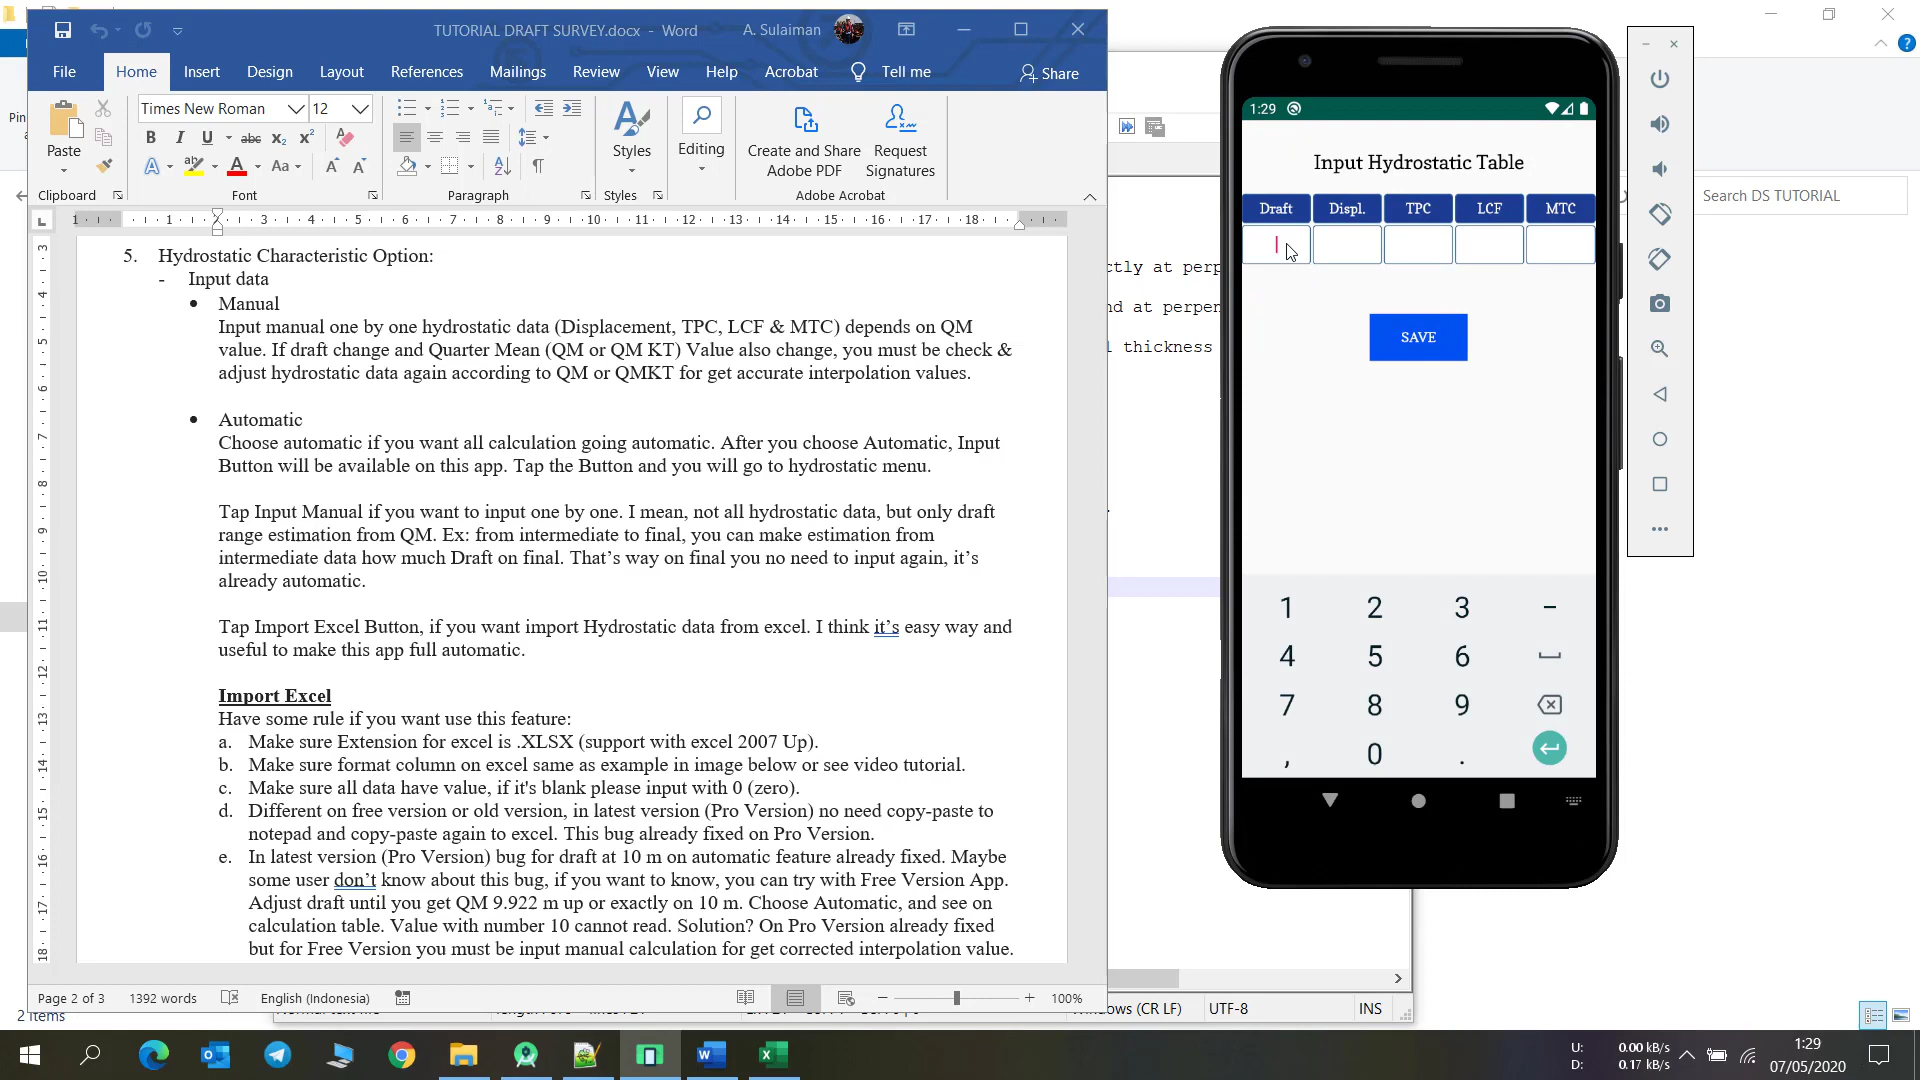 TUTORIAL DRAFT SURVEY.docx - Word
A. Sulaiman
File Home Insert Design Layout References Mailings Review View Help Acrobat Tell me Share
Times New Roman 12
Paste
Styles
Editing
Create and Share
Adobe PDF
Request
Signatures
Clipboard Font Paragraph Styles Adobe Acrobat
5. Hydrostatic Characteristic Option:
- Input data
• Manual
Input manual one by one hydrostatic data (Displacement, TPC, LCF & MTC) depends on QM
value. If draft change and Quarter Mean (QM or QM KT) Value also change, you must be check &
adjust hydrostatic data again according to QM or QMKT for get accurate interpolation values.
• Automatic
Choose automatic if you want all calculation going automatic. After you choose Automatic, Input
Button will be available on this app. Tap the Button and you will go to hydrostatic menu.
Tap Input Manual if you want to input one by one. I mean, not all hydrostatic data, but only draft
range estimation from QM. Ex: from intermediate to final, you can make estimation from
intermediate data how much Draft on final. That’s way on final you no need to input again, it’s
already automatic.
Tap Import Excel Button, if you want import Hydrostatic data from excel. I think it’s easy way and
useful to make this app full automatic.
Import Excel
Have some rule if you want use this feature:
a. Make sure Extension for excel is .XLSX (support with excel 2007 Up).
b. Make sure format column on excel same as example in image below or see video tutorial.
c. Make sure all data have value, if it's blank please input with 0 (zero).
d. Different on free version or old version, in latest version (Pro Version) no need copy-paste to
notepad and copy-paste again to excel. This bug already fixed on Pro Version.
e. In latest version (Pro Version) bug for draft at 10 m on automatic feature already fixed. Maybe
some user don’t know about this bug, if you want to know, you can try with Free Version App.
Adjust draft until you get QM 9.922 m up or exactly on 10 m. Choose Automatic, and see on
calculation table. Value with number 10 cannot read. Solution? On Pro Version already fixed
but for Free Version you must be input manual calculation for get corrected interpolation value.
Page 2 of 3 1392 words English (Indonesia) 100%
2 items
Pin
ctly at perp
nd at perpen
l thickness
Windows (CR LF) UTF-8 INS
Search DS TUTORIAL
1:29
Input Hydrostatic Table
Draft Displ. TPC LCF MTC
SAVE
1 2 3 -
4 5 6
7 8 9
, 0 .
U: 0.00 kB/s
D: 0.17 kB/s
1:29
07/05/2020